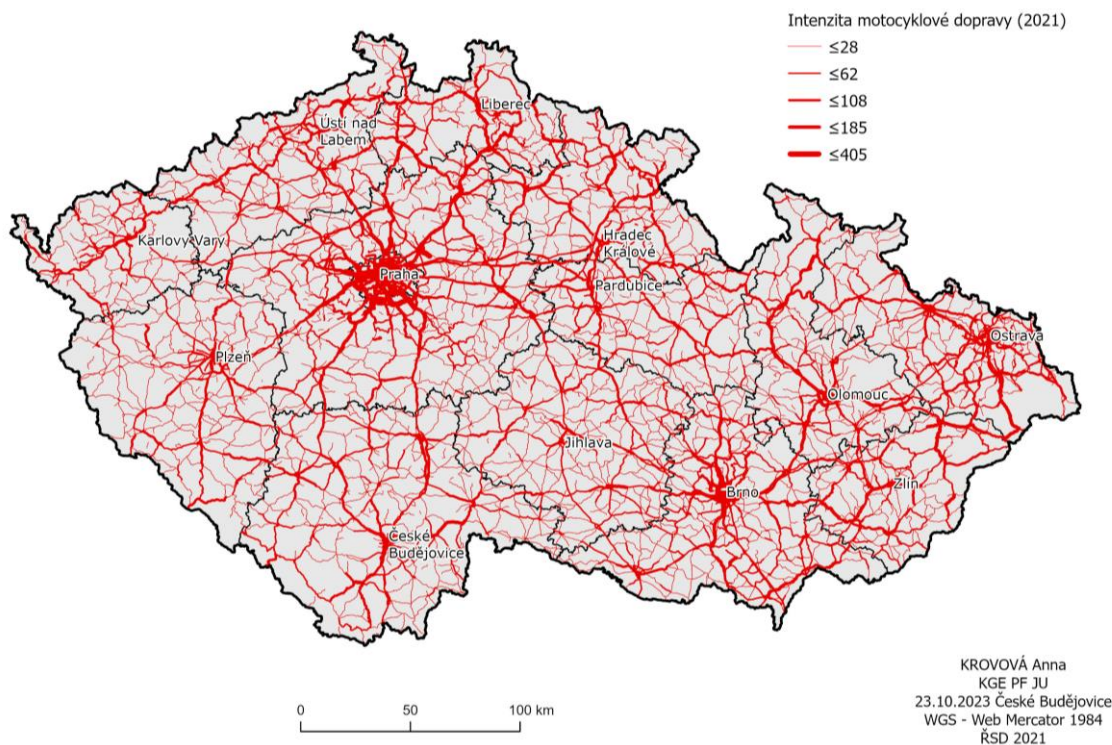 Intenzita motocyklové dopravy (2021)
≤28
≤62
≤108
≤185
≤405
Liberec
Ústí nad
Labem
Karlovy Vary
Praha
Hradec
Králové
Pardubice
Plzeň
Ostrava
Olomouc
Jihlava
Brno
Zlín
České
Budějovice
0 50 100 km
KROVOVÁ Anna
KGE PF JU
23.10.2023 České Budějovice
WGS - Web Mercator 1984
ŘSD 2021